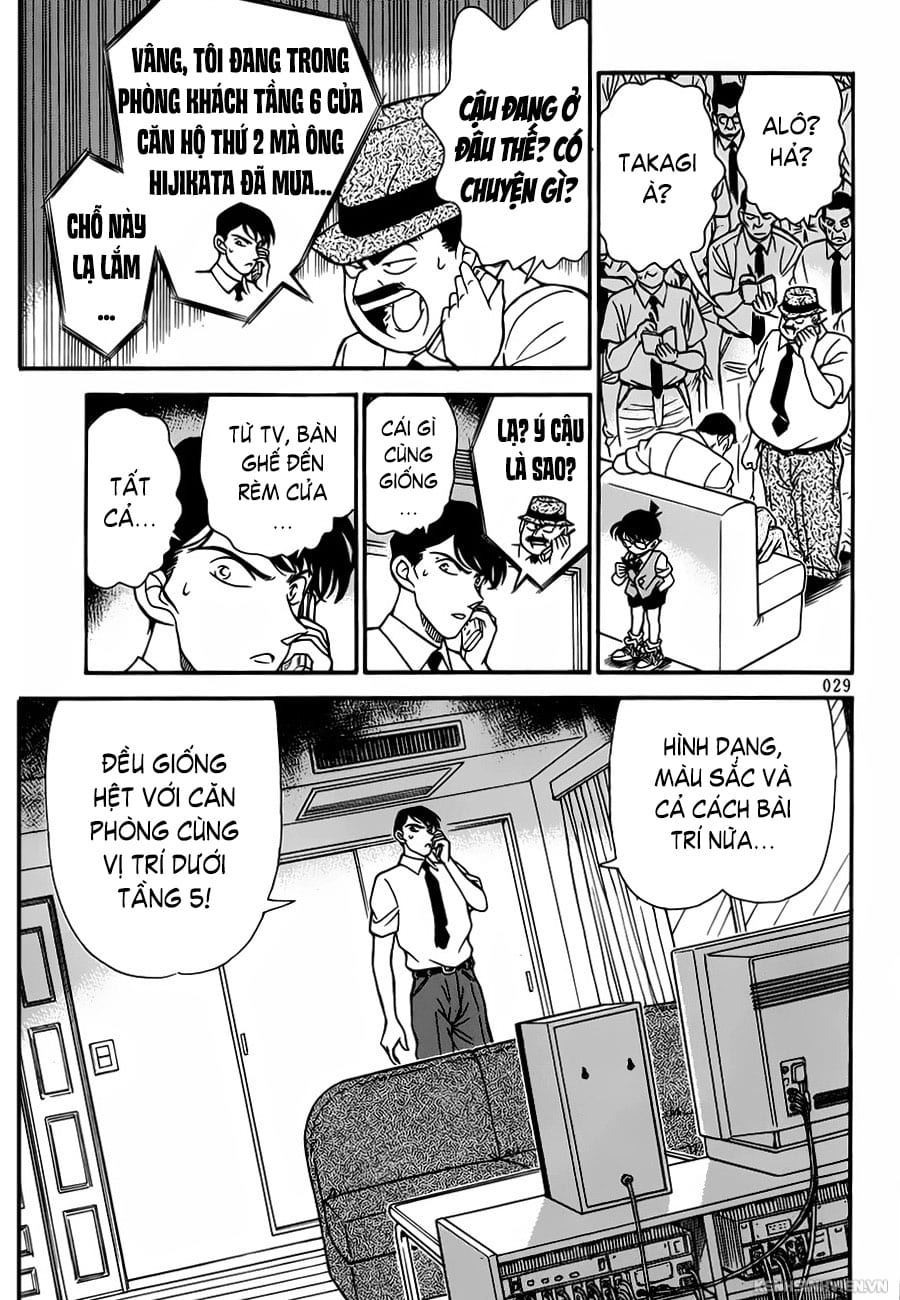 ALÔ?
HẢ?
TAKAGI
À?
CẬU ĐANG Ở
ĐÂU THẾ? CÓ
CHUYỆN GÌ?
VÂNG, TÔI ĐANG TRONG
PHÒNG KHÁCH TẦNG 6 CỦA
CĂN HỘ THỨ 2 MÀ ÔNG
HIJIKATA ĐÃ MUA...
CHỖ NÀY
LẠ LẮM
...
LẠ? Ý CẬU
LÀ SAO?
CÁI GÌ
CŨNG
GIỐNG
...
TỪ TV, BÀN
GHẾ ĐẾN
RÈM CỬA
...
TẤT
CẢ...
029
HÌNH DẠNG,
MÀU SẮC VÀ
CẢ CÁCH BÀI
TRÍ NỮA...
ĐỀU GIỐNG
HỆT VỚI CĂN
PHÒNG CÙNG
VỊ TRÍ DƯỚI
TẦNG 5!